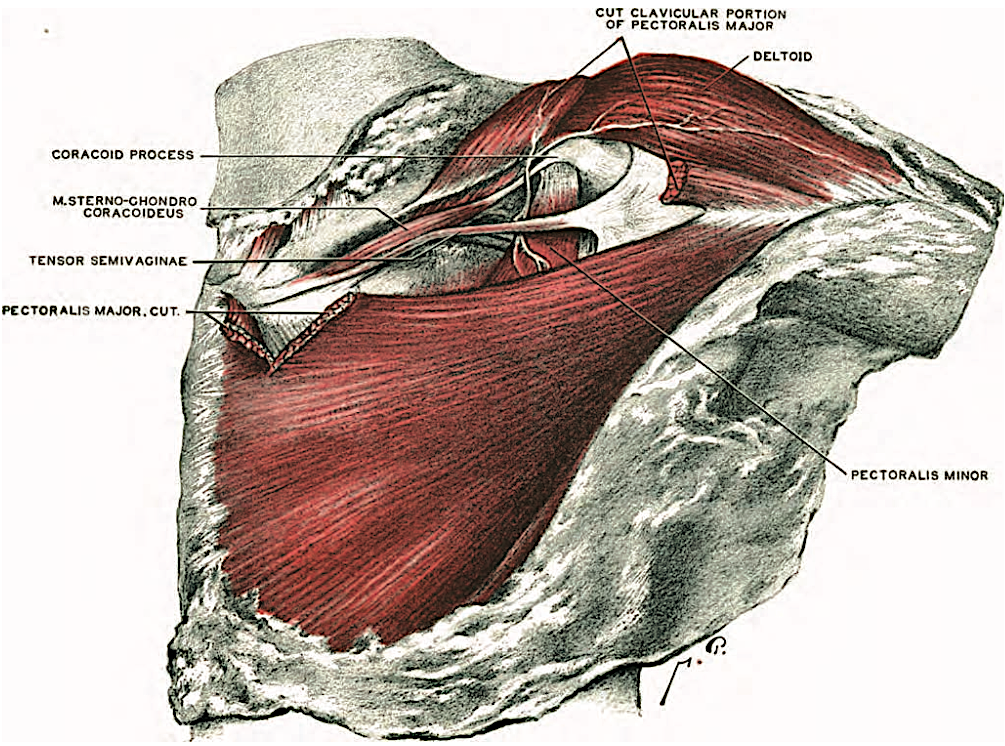 CUT CLAVICULAR PORTION
OF PECTORALIS MAJOR
DELTOID
CORACOID PROCESS
M.STERNO-CHONDRO
CORACOIDEUS
TENSOR SEMIVAGINAE
PECTORALIS MAJOR, CUT.
PECTORALIS MINOR